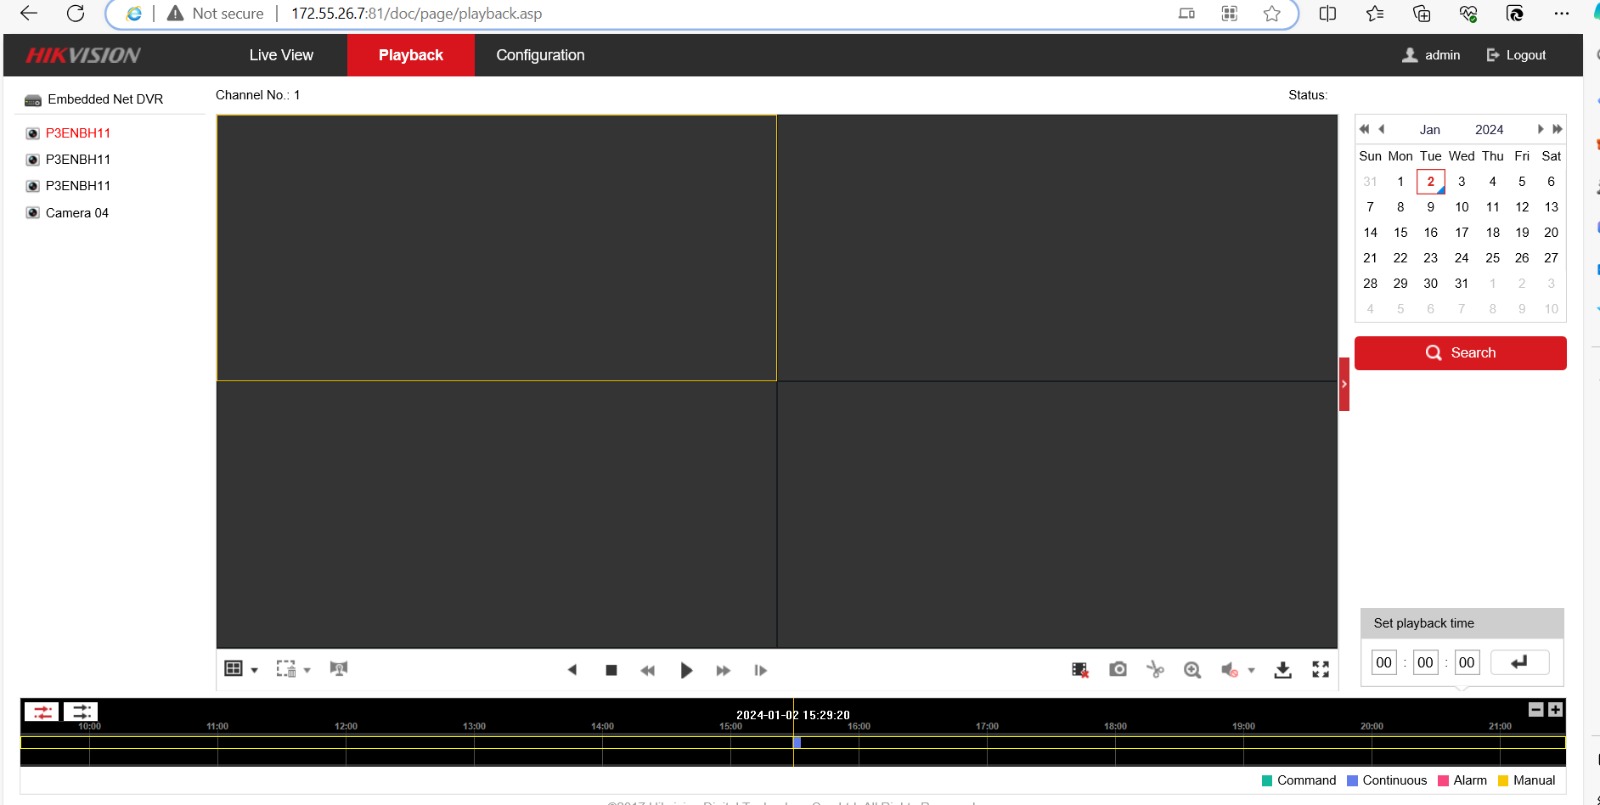 Not secure 172.55.26.7:81/doc/page/playback.asp
HIKVISION Live View Playback Configuration admin Logout
Embedded Net DVR
P3ENBH11
P3ENBH11
P3ENBH11
Camera 04
Channel No.: 1 Status:
Jan 2024
Sun Mon Tue Wed Thu Fri Sat
31 1 2 3 4 5 6
7 8 9 10 11 12 13
14 15 16 17 18 19 20
21 22 23 24 25 26 27
28 29 30 31 1 2 3
4 5 6 7 8 9 10
Search
Set playback time
00 : 00 : 00
2024-01-02 15:29:20
10:00 11:00 12:00 13:00 14:00 15:00 16:00 17:00 18:00 19:00 20:00 21:00
Command Continuous Alarm Manual